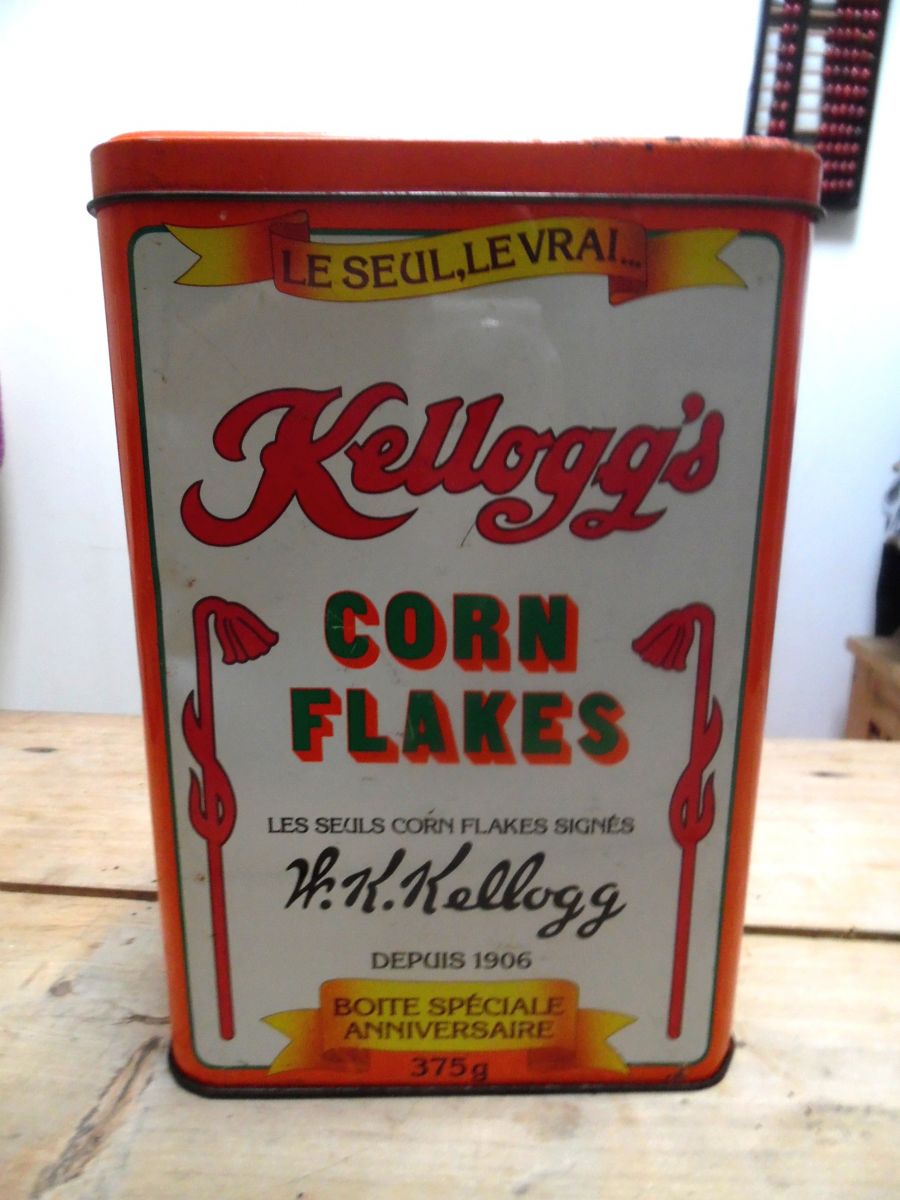 LE SEUL, LE VRAI...
Kellogg's
CORN
FLAKES
LES SEULS CORN FLAKES SIGNÉS
W.K.Kellogg
DEPUIS 1906
BOITE SPÉCIALE
ANNIVERSAIRE
375g